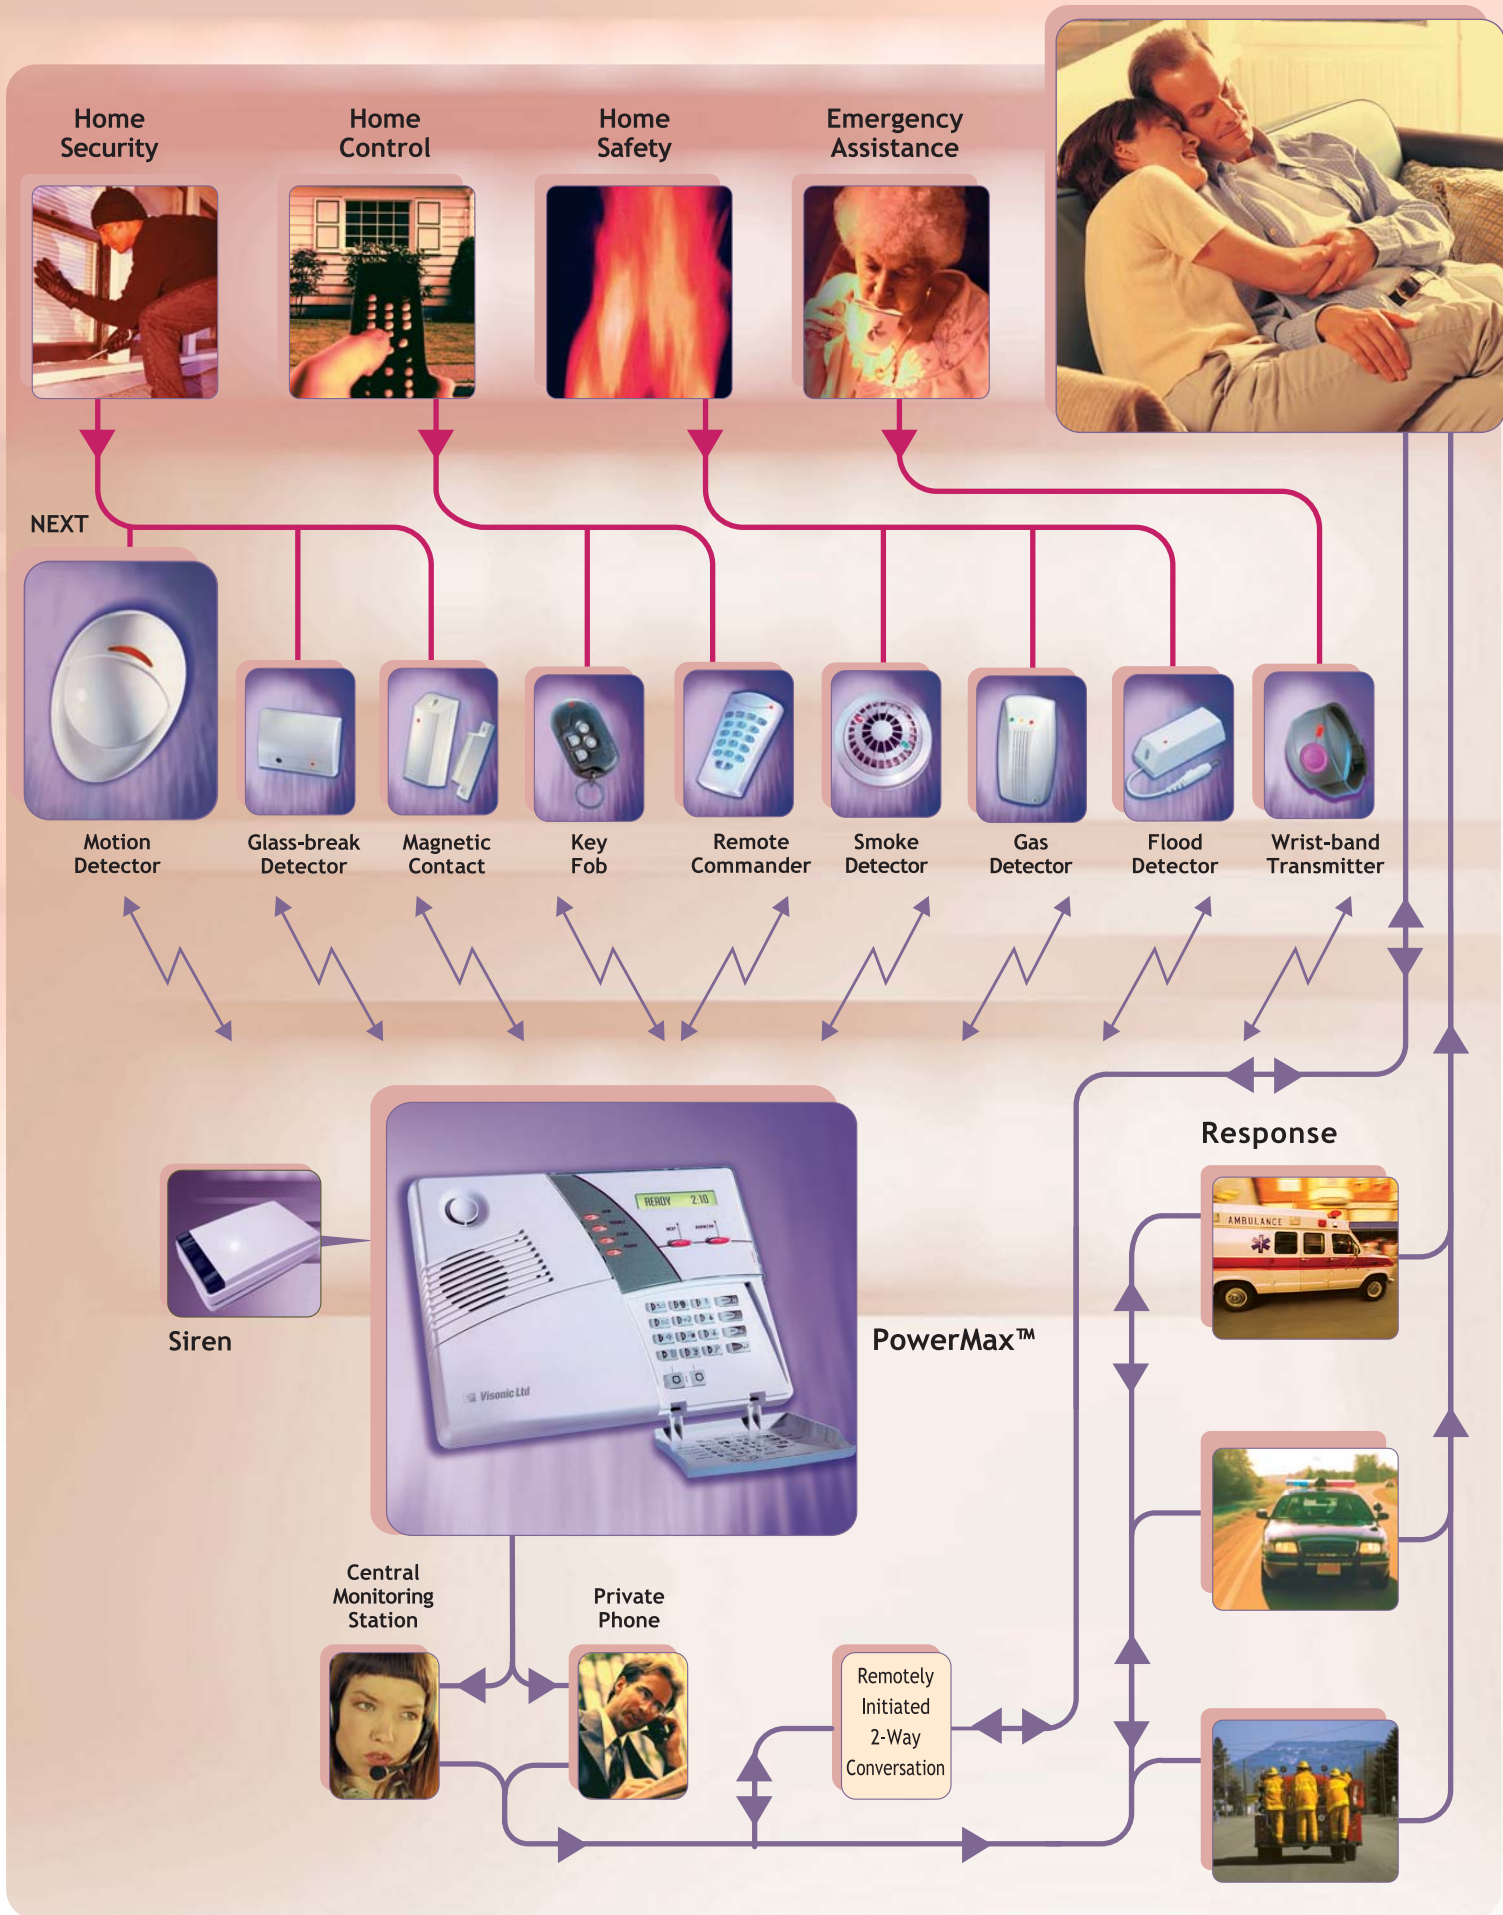 Home
Security
Home
Control
Home
Safety
Emergency
Assistance
NEXT
Motion
Detector
Glass-break
Detector
Magnetic
Contact
Key
Fob
Remote
Commander
Smoke
Detector
Gas
Detector
Flood
Detector
Wrist-band
Transmitter
Response
AMBULANCE
READY 2:10
Visonic Ltd
Siren
PowerMax™
Central
Monitoring
Station
Private
Phone
Remotely
Initiated
2-Way
Conversation